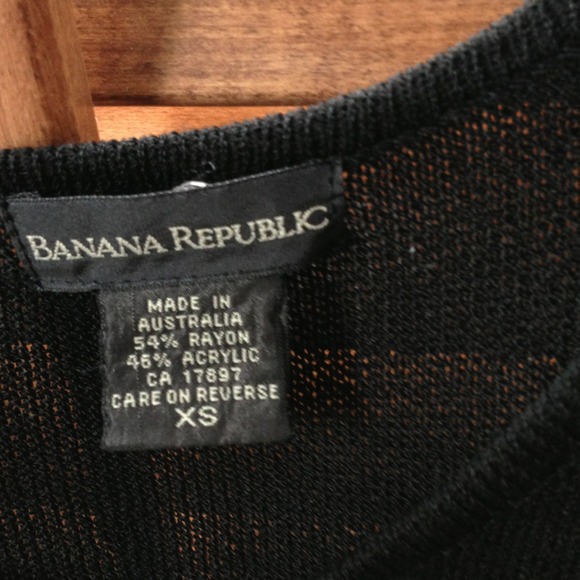 BANANA REPUBLIC
MADE IN
AUSTRALIA
54% RAYON
46% ACRYLIC
CA 17897
CARE ON REVERSE
XS